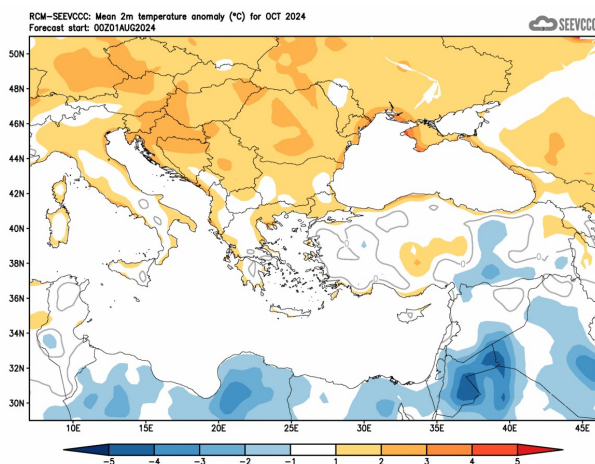 RCM-SEEVCCC: Mean 2m temperature anomaly (°C) for OCT 2024
Forecast start: 00Z01AUG2024
SEEVCCC
50N
48N
46N
44N
42N
40N
38N
36N
34N
32N
30N
10E 15E 20E 25E 30E 35E 40E 45E
-5 -4 -3 -2 -1 1 2 3 4 5